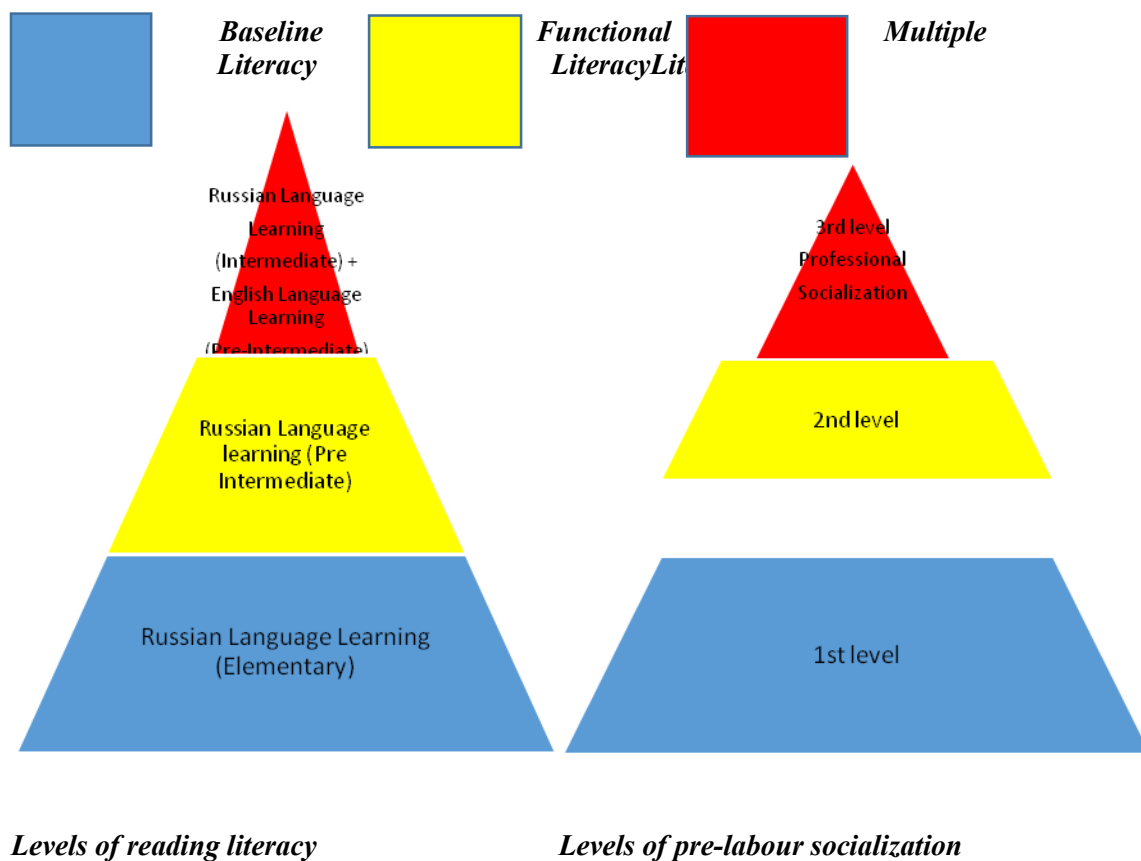 Baseline
Literacy
Functional
LiteracyLit
Multiple
Russian Language
Learning
(Intermediate) +
English Language
Learning
(Pre-Intermediate)
Russian Language
learning (Pre
Intermediate)
Russian Language Learning
(Elementary)
3rd level
Professional
Socialization
2nd level
1st level
Levels of reading literacy
Levels of pre-labour socialization